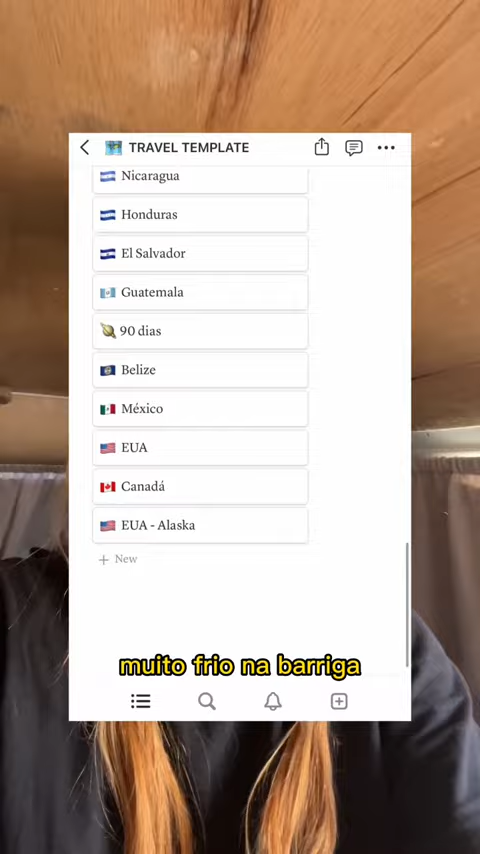 TRAVEL TEMPLATE
Nicaragua
Honduras
El Salvador
Guatemala
90 dias
Belize
México
EUA
Canadá
EUA - Alaska
+ New
muito frio na barriga